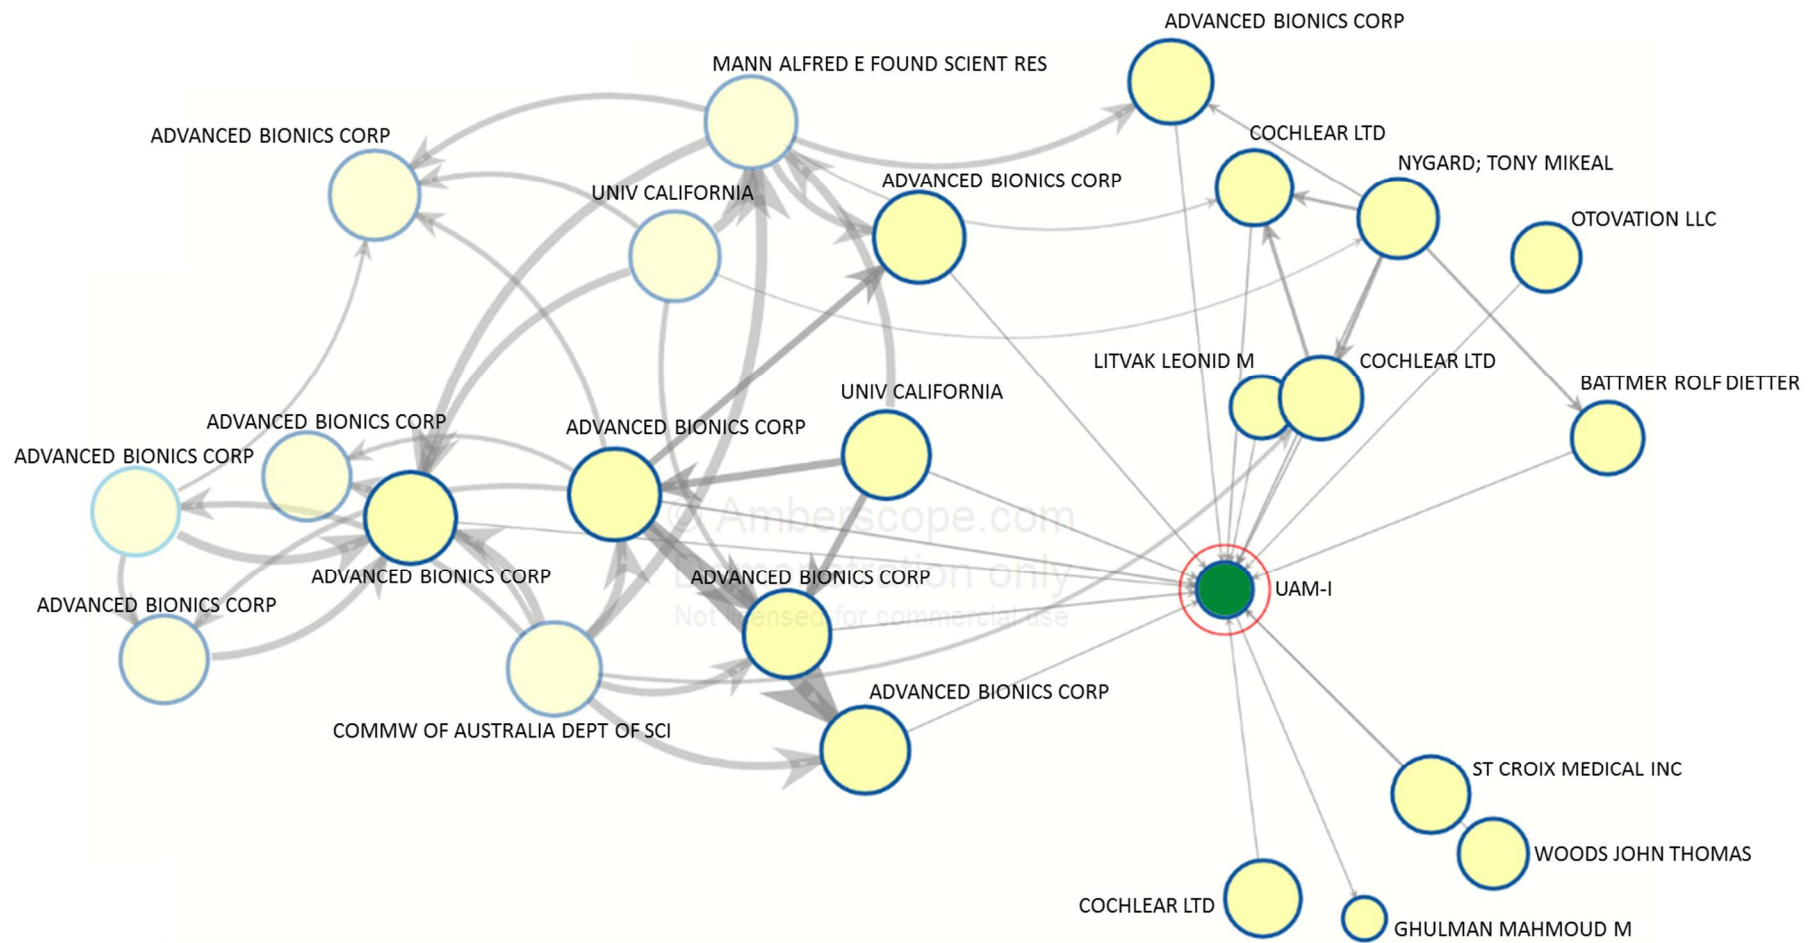 ADVANCED BIONICS CORP
MANN ALFRED E FOUND SCIENT RES
ADVANCED BIONICS CORP
COCHLEAR LTD
NYGARD; TONY MIKEAL
ADVANCED BIONICS CORP
UNIV CALIFORNIA
OTOVATION LLC
LITVAK LEONID M
COCHLEAR LTD
BATTMER ROLF DIETTER
UNIV CALIFORNIA
ADVANCED BIONICS CORP
ADVANCED BIONICS CORP
ADVANCED BIONICS CORP
© Amberscope.com
Demonstration only
Not licensed for commercial use
ADVANCED BIONICS CORP
ADVANCED BIONICS CORP
UAM-I
ADVANCED BIONICS CORP
ADVANCED BIONICS CORP
COMMW OF AUSTRALIA DEPT OF SCI
ST CROIX MEDICAL INC
WOODS JOHN THOMAS
COCHLEAR LTD
GHULMAN MAHMOUD M